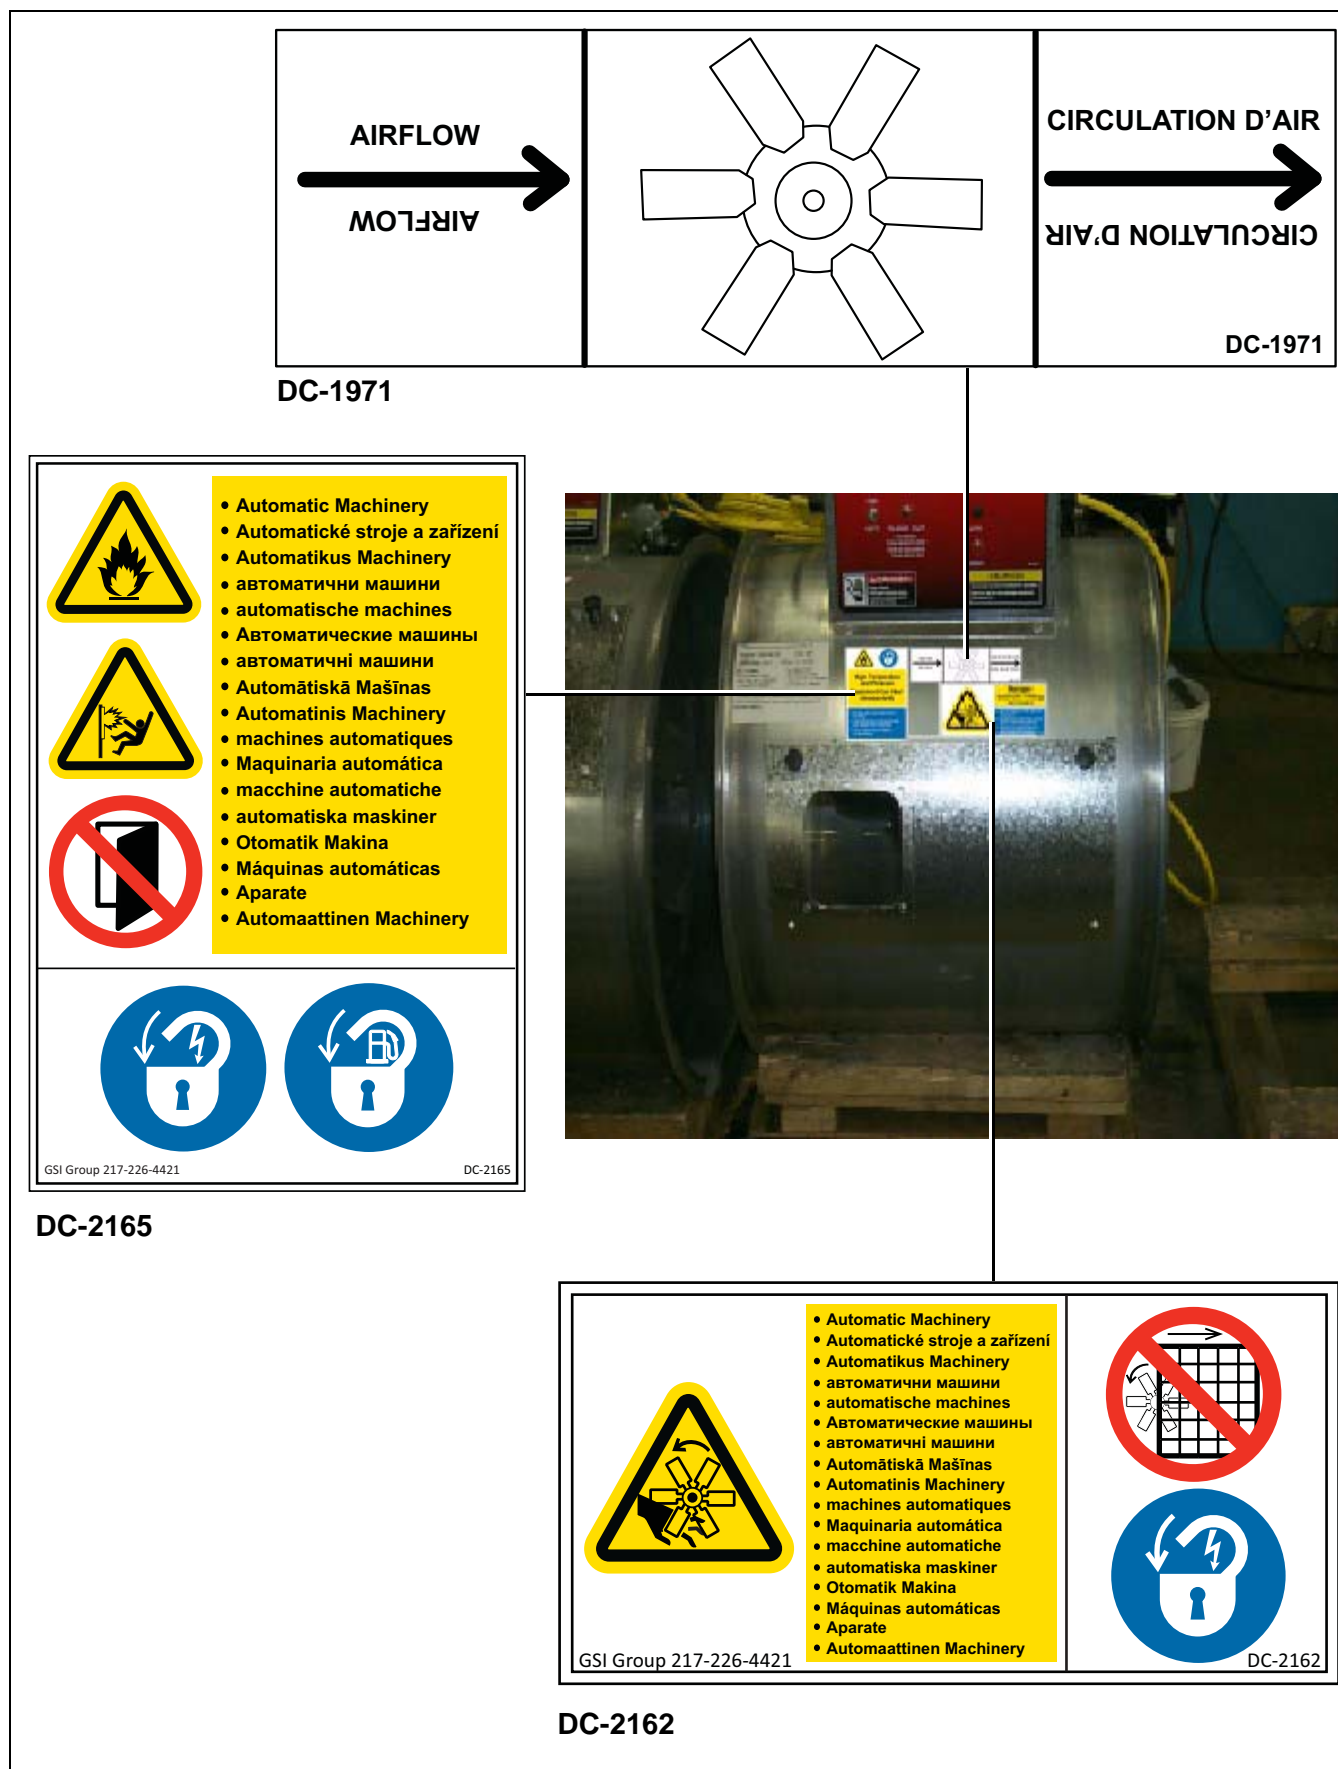 AIRFLOW
AIRFLOW
CIRCULATION D’AIR
CIRCULATION D’AIR
DC-1971
DC-1971
• Automatic Machinery
• Automatické stroje a zařízení
• Automatikus Machinery
• автоматични машини
• automatische machines
• Автоматические машины
• автоматичні машини
• Automātiskā Mašīnas
• Automatinis Machinery
• machines automatiques
• Maquinaria automática
• macchine automatiche
• automatiska maskiner
• Otomatik Makina
• Máquinas automáticas
• Aparate
• Automaattinen Machinery
GSI Group 217-226-4421
DC-2165
DC-2165
• Automatic Machinery
• Automatické stroje a zařízení
• Automatikus Machinery
• автоматични машини
• automatische machines
• Автоматические машины
• автоматичні машини
• Automātiskā Mašīnas
• Automatinis Machinery
• machines automatiques
• Maquinaria automática
• macchine automatiche
• automatiska maskiner
• Otomatik Makina
• Máquinas automáticas
• Aparate
• Automaattinen Machinery
GSI Group 217-226-4421
DC-2162
DC-2162